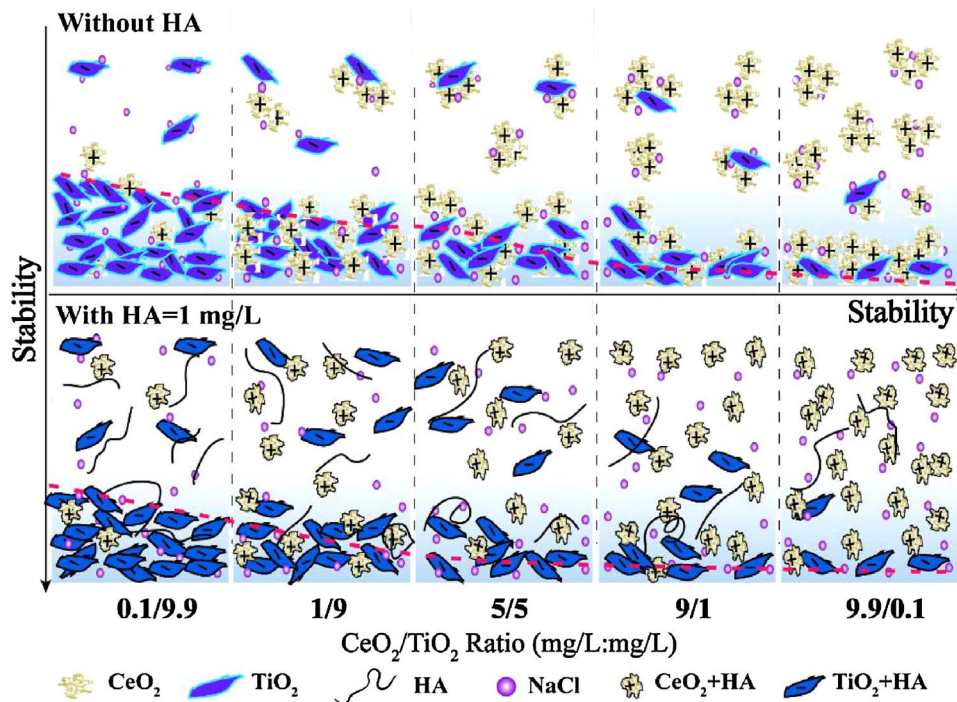 Without HA
Stability
With HA=1 mg/L
Stability
0.1/9.9 1/9 5/5 9/1 9.9/0.1
CeO₂/TiO₂ Ratio (mg/L:mg/L)
CeO₂ TiO₂ HA NaCl CeO₂+HA TiO₂+HA